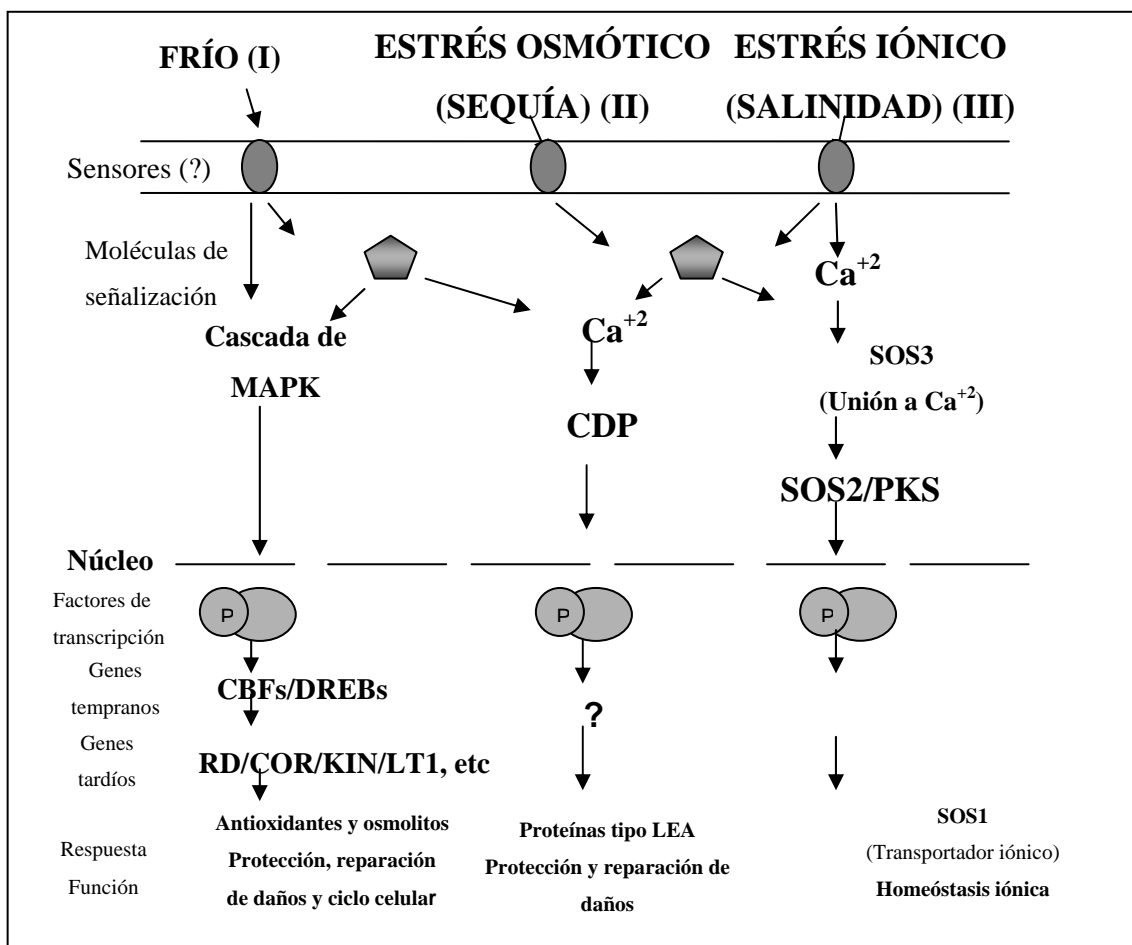 FRÍO (I)
ESTRÉS OSMÓTICO
(SEQUÍA) (II)
ESTRÉS IÓNICO
(SALINIDAD) (III)
Sensores (?)
Moléculas de
señalización
Cascada de
MAPK
Ca+2
CDP
Ca+2
SOS3
(Unión a Ca+2)
SOS2/PKS
Núcleo
Factores de
transcripción
P
P
P
Genes
tempranos
CBFs/DREBs
?
Genes
tardíos
RD/COR/KIN/LT1, etc
Respuesta
Función
Antioxidantes y osmolitos
Protección, reparación
de daños y ciclo celular
Proteínas tipo LEA
Protección y reparación de
daños
SOS1
(Transportador iónico)
Homeóstasis iónica